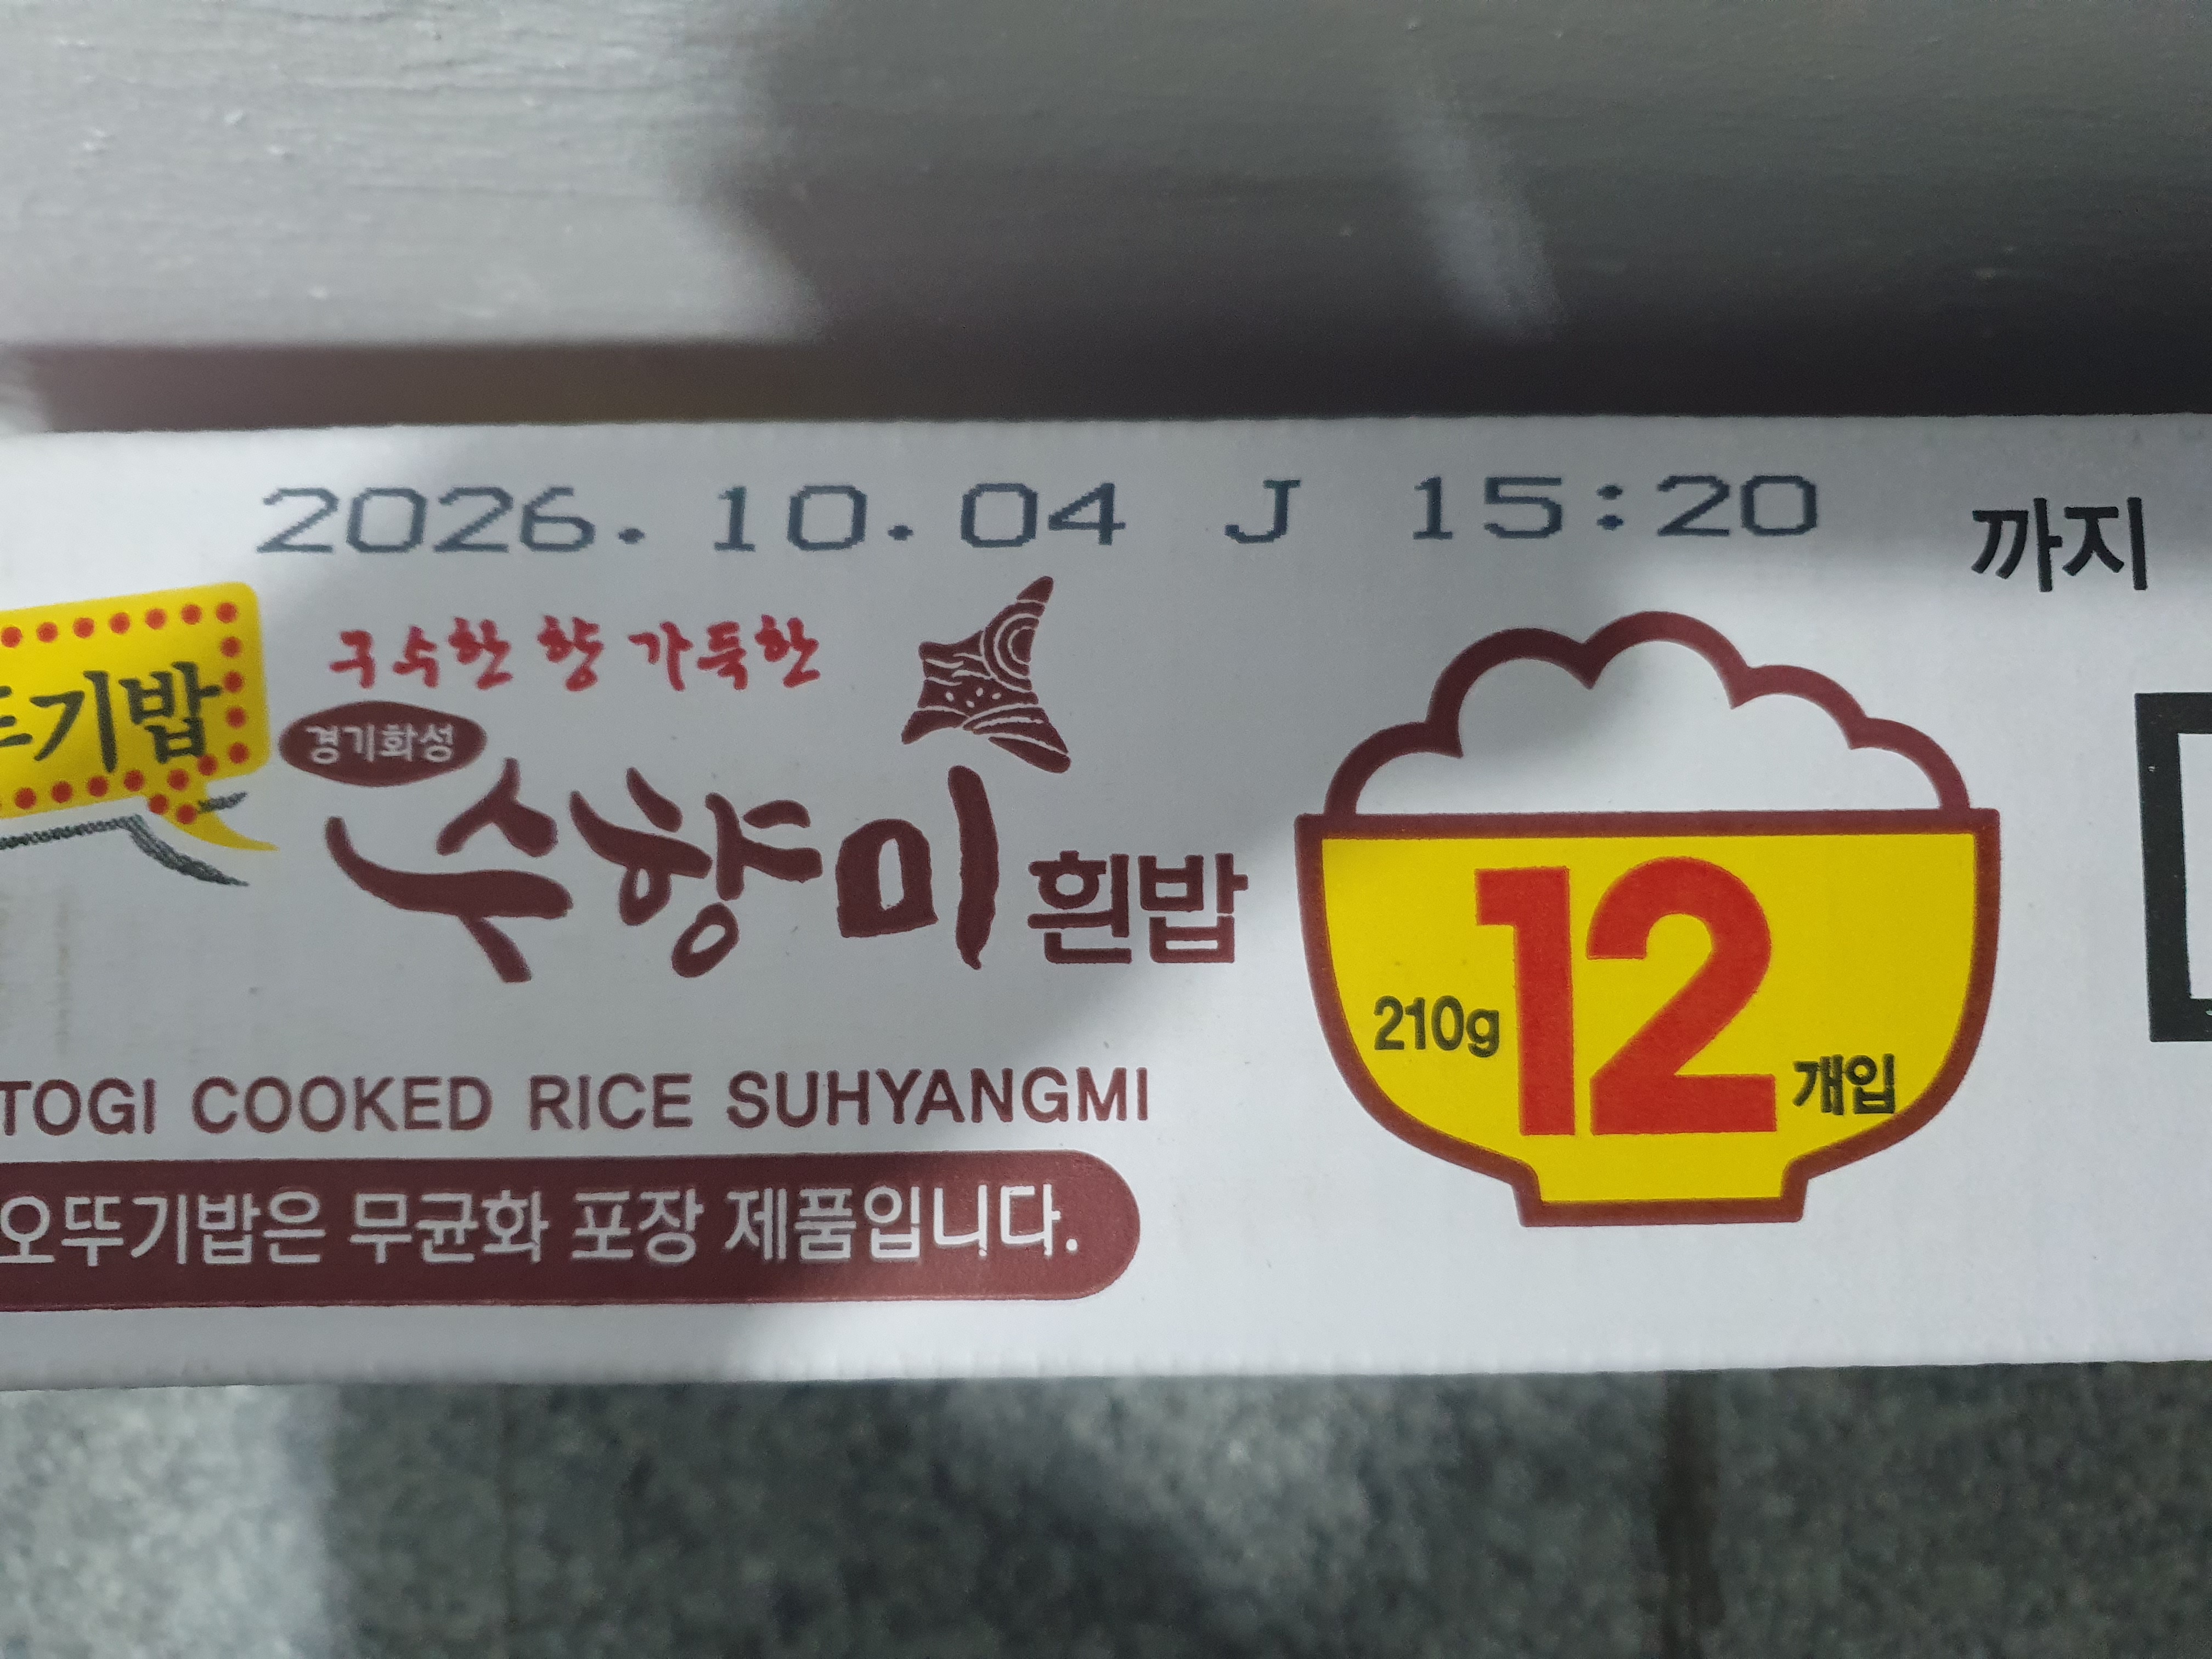 2026.10.04 J 15:20 까지
구수한 향 가득한
뚜기밥
경기화성
수향미 흰밥
210g 12 개입
TOGI COOKED RICE SUHYANGMI
오뚜기밥은 무균화 포장 제품입니다.